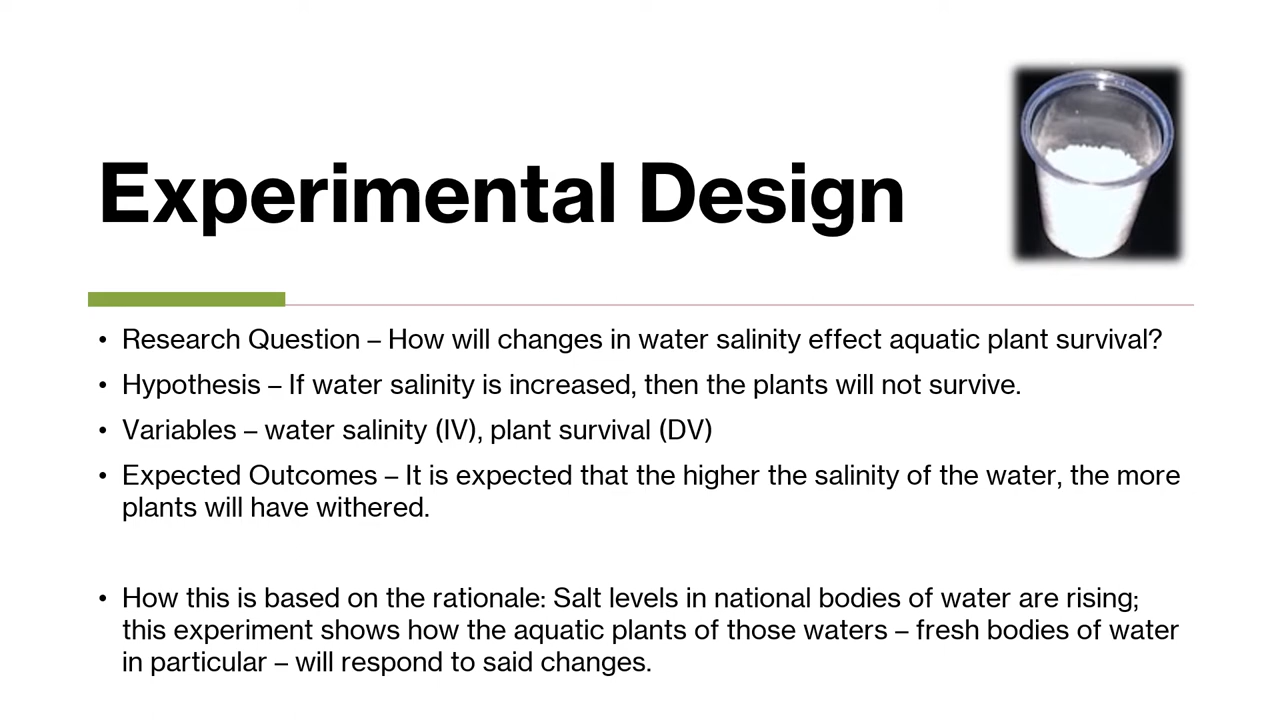 Experimental Design
• Research Question – How will changes in water salinity effect aquatic plant survival?
• Hypothesis – If water salinity is increased, then the plants will not survive.
• Variables – water salinity (IV), plant survival (DV)
• Expected Outcomes – It is expected that the higher the salinity of the water, the more
plants will have withered.
• How this is based on the rationale: Salt levels in national bodies of water are rising;
this experiment shows how the aquatic plants of those waters – fresh bodies of water
in particular – will respond to said changes.